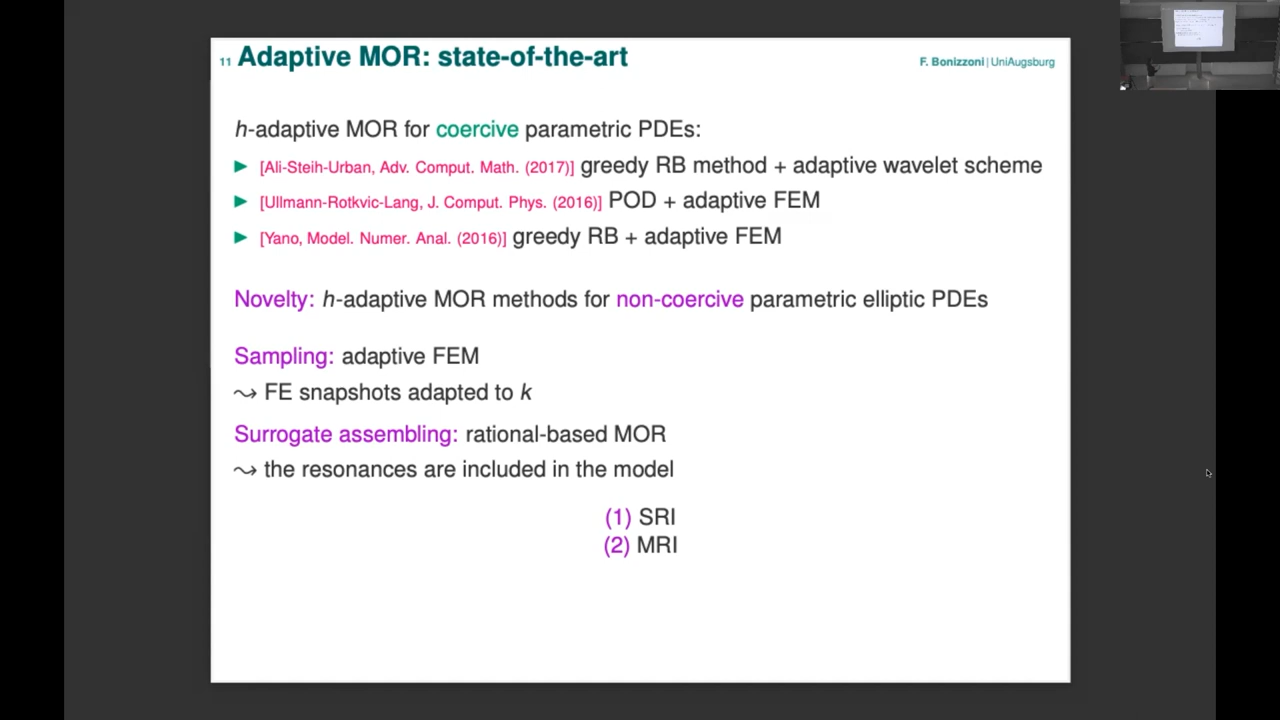 11 Adaptive MOR: state-of-the-art
F. Bonizzoni | UniAugsburg
h-adaptive MOR for coercive parametric PDEs:
► [Ali-Steih-Urban, Adv. Comput. Math. (2017)] greedy RB method + adaptive wavelet scheme
► [Ullmann-Rotkvic-Lang, J. Comput. Phys. (2016)] POD + adaptive FEM
► [Yano, Model. Numer. Anal. (2016)] greedy RB + adaptive FEM
Novelty: h-adaptive MOR methods for non-coercive parametric elliptic PDEs
Sampling: adaptive FEM
⤳ FE snapshots adapted to k
Surrogate assembling: rational-based MOR
⤳ the resonances are included in the model
(1) SRI
(2) MRI